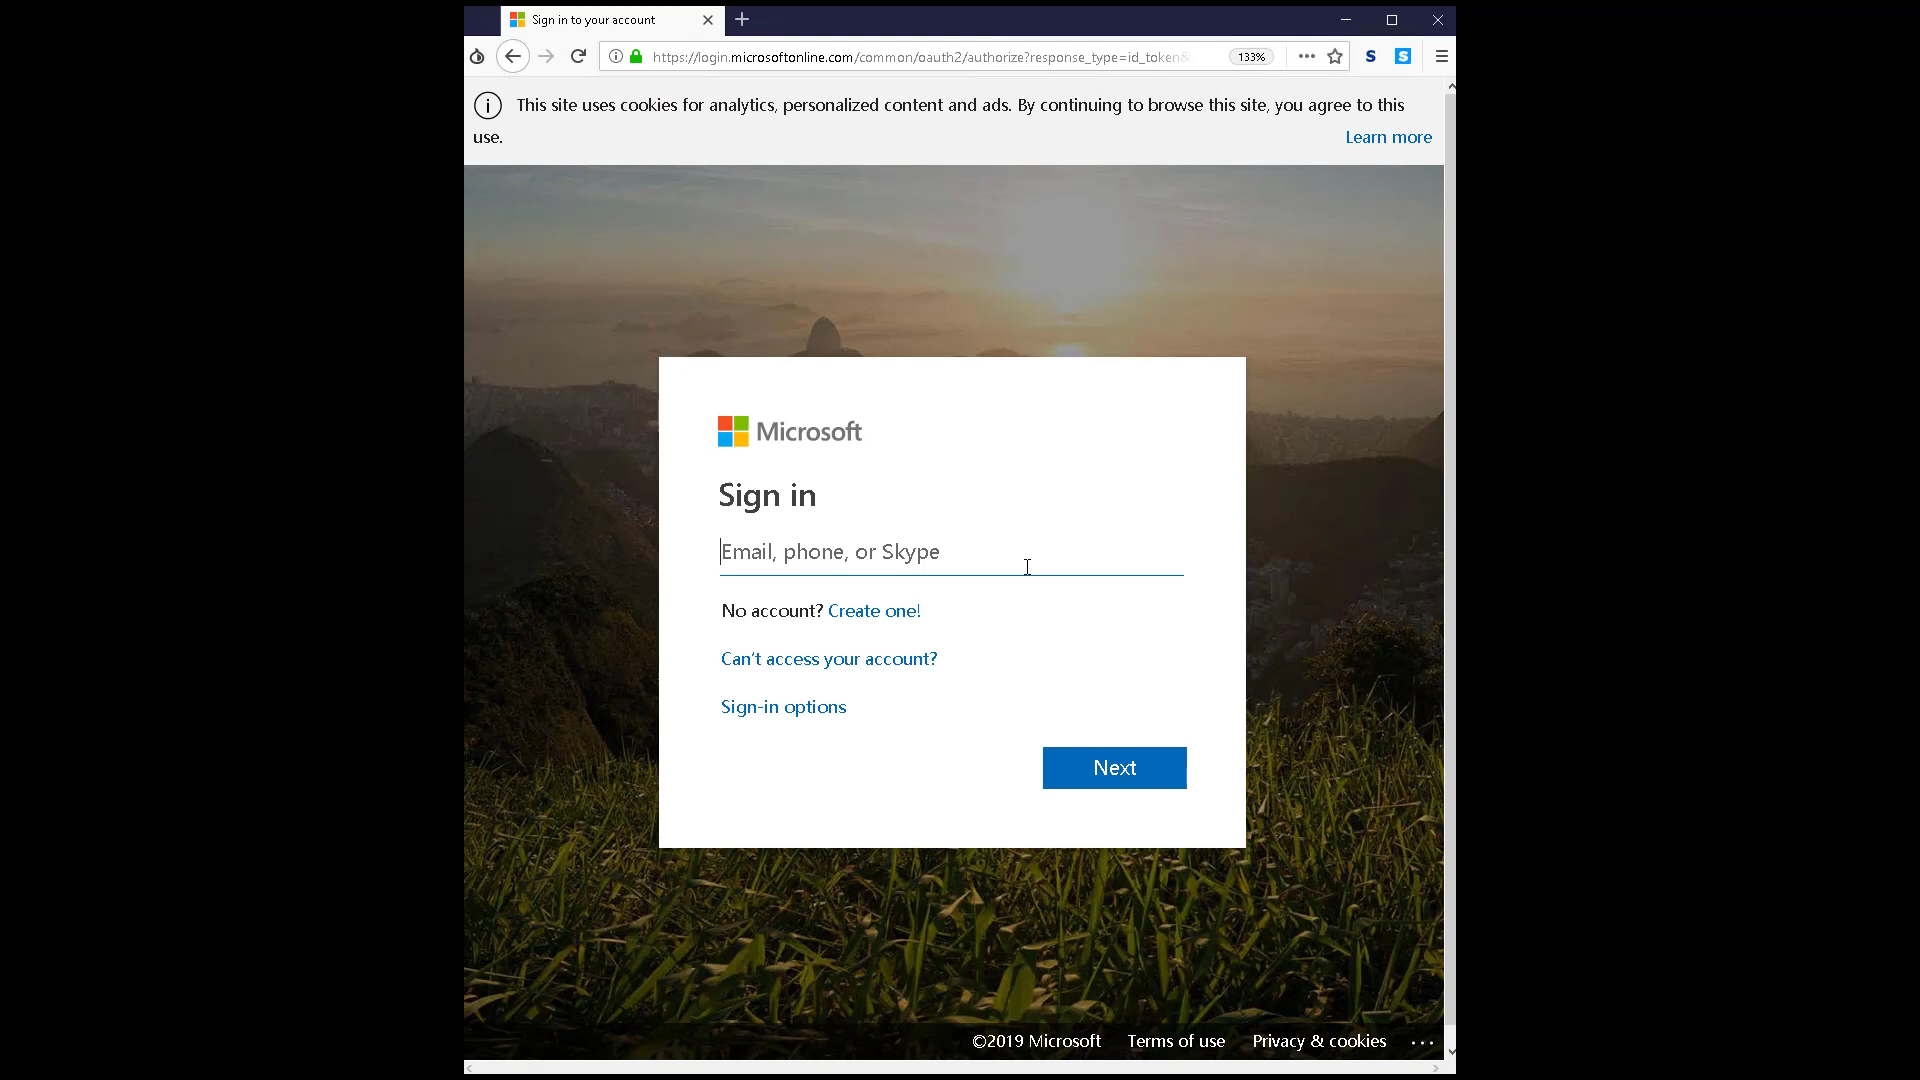 Sign in to your account
https://login.microsoftonline.com/common/oauth2/authorize?response_type=id_token&
133%
S
S
This site uses cookies for analytics, personalized content and ads. By continuing to browse this site, you agree to this
use.
Learn more
Microsoft
Sign in
Email, phone, or Skype
No account? Create one!
Can't access your account?
Sign-in options
Next
©2019 Microsoft Terms of use Privacy & cookies ...